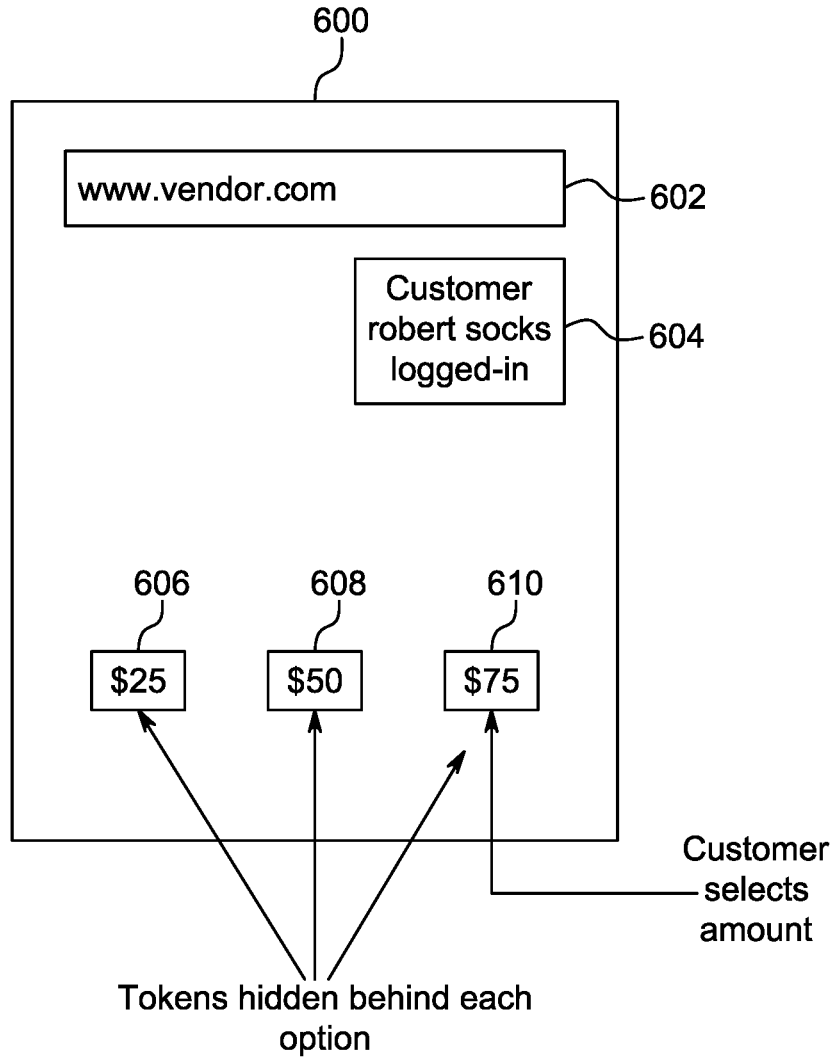 600
www.vendor.com
602
Customer
robert socks
logged-in
604
606
608
610
$25
$50
$75
Customer
selects
amount
Tokens hidden behind each
option